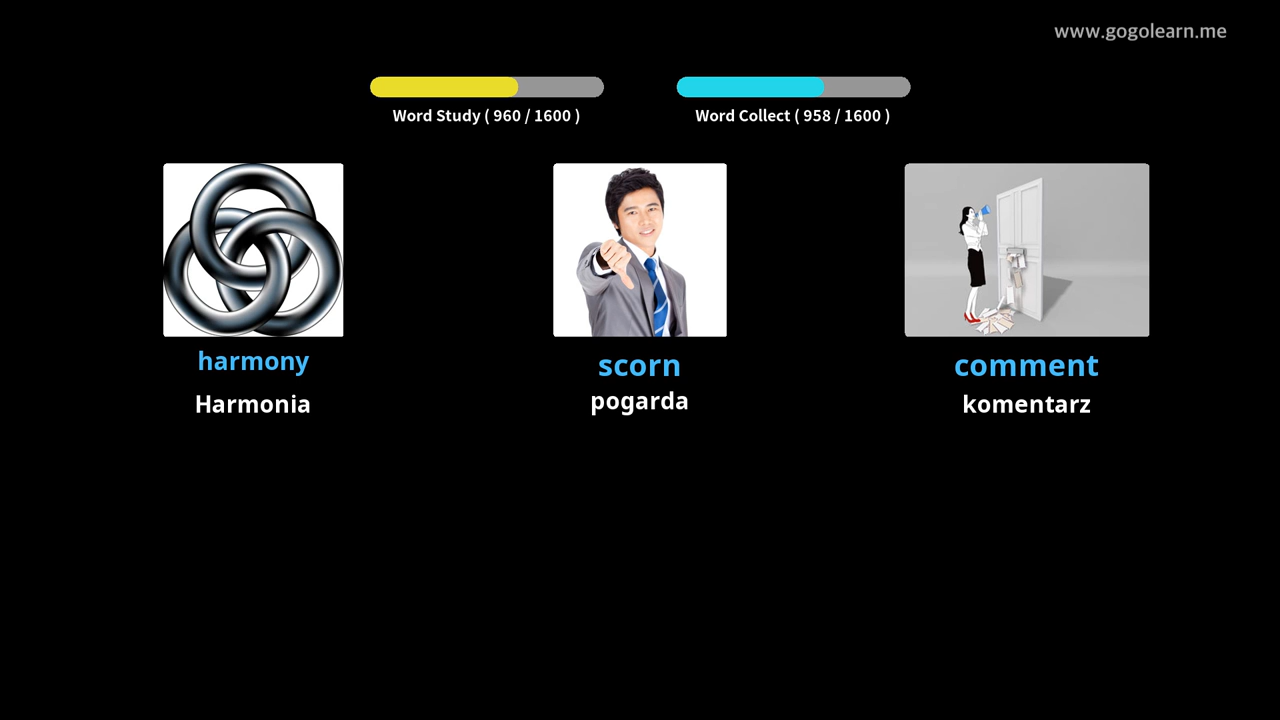 www.gogolearn.me
Word Study ( 960 / 1600 )
Word Collect ( 958 / 1600 )
harmony
Harmonia
scorn
pogarda
comment
komentarz